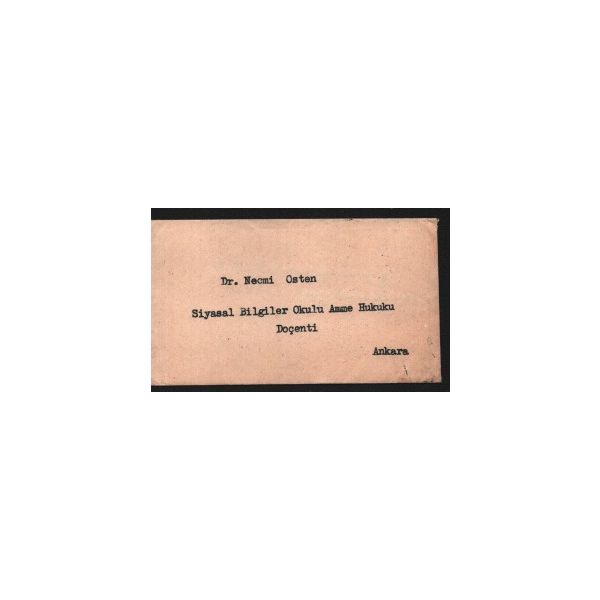 Dr. Necmi Osten
Siyasal Bilgiler Okulu Amme Hukuku
Doçenti
Ankara